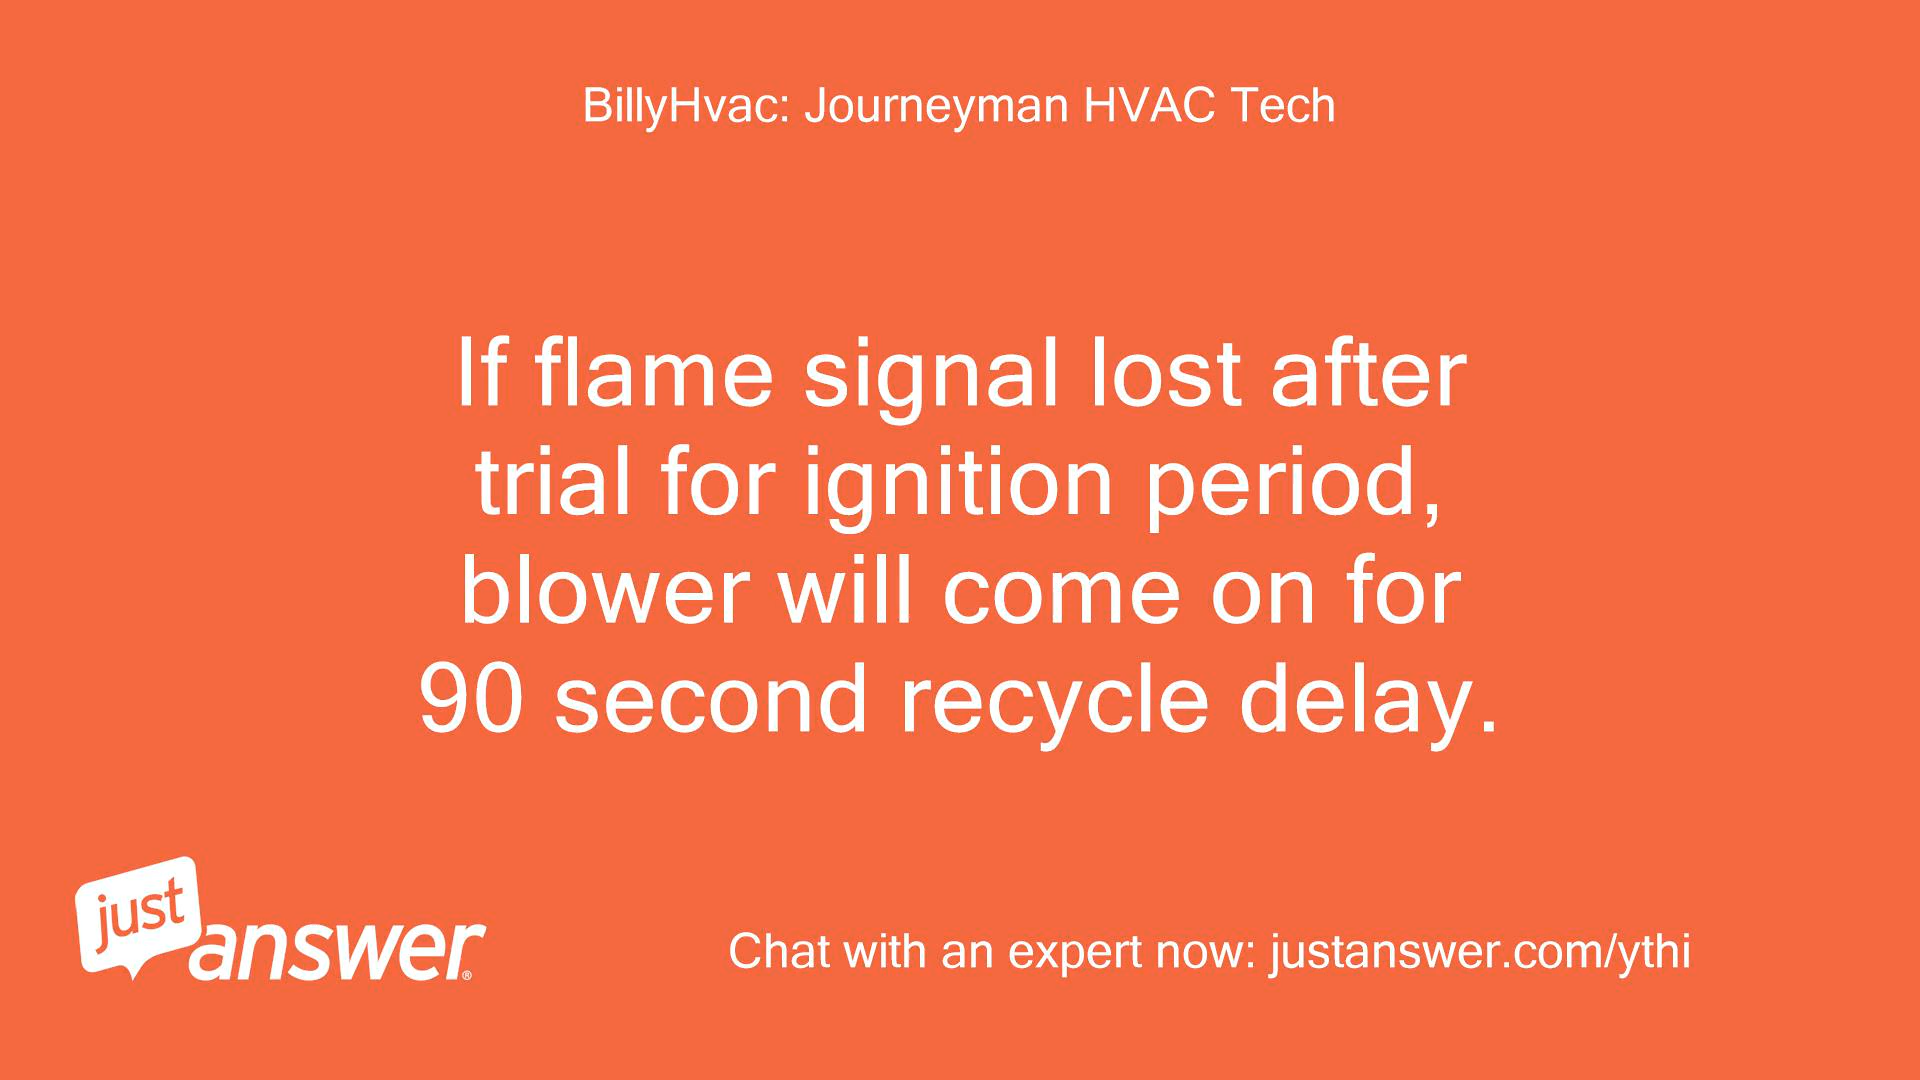 BillyHvac: Journeyman HVAC Tech
If flame signal lost after
trial for ignition period,
blower will come on for
90 second recycle delay.
just
answer®
Chat with an expert now: justanswer.com/ythi